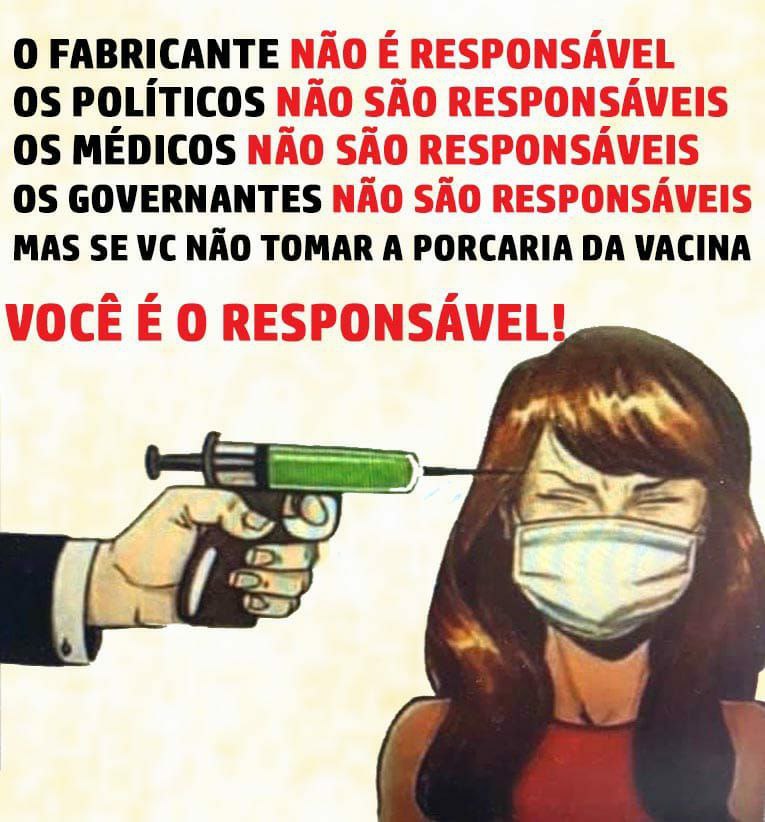 O FABRICANTE NÃO É RESPONSÁVEL
OS POLÍTICOS NÃO SÃO RESPONSÁVEIS
OS MÉDICOS NÃO SÃO RESPONSÁVEIS
OS GOVERNANTES NÃO SÃO RESPONSÁVEIS
MAS SE VC NÃO TOMAR A PORCARIA DA VACINA
VOCÊ É O RESPONSÁVEL!